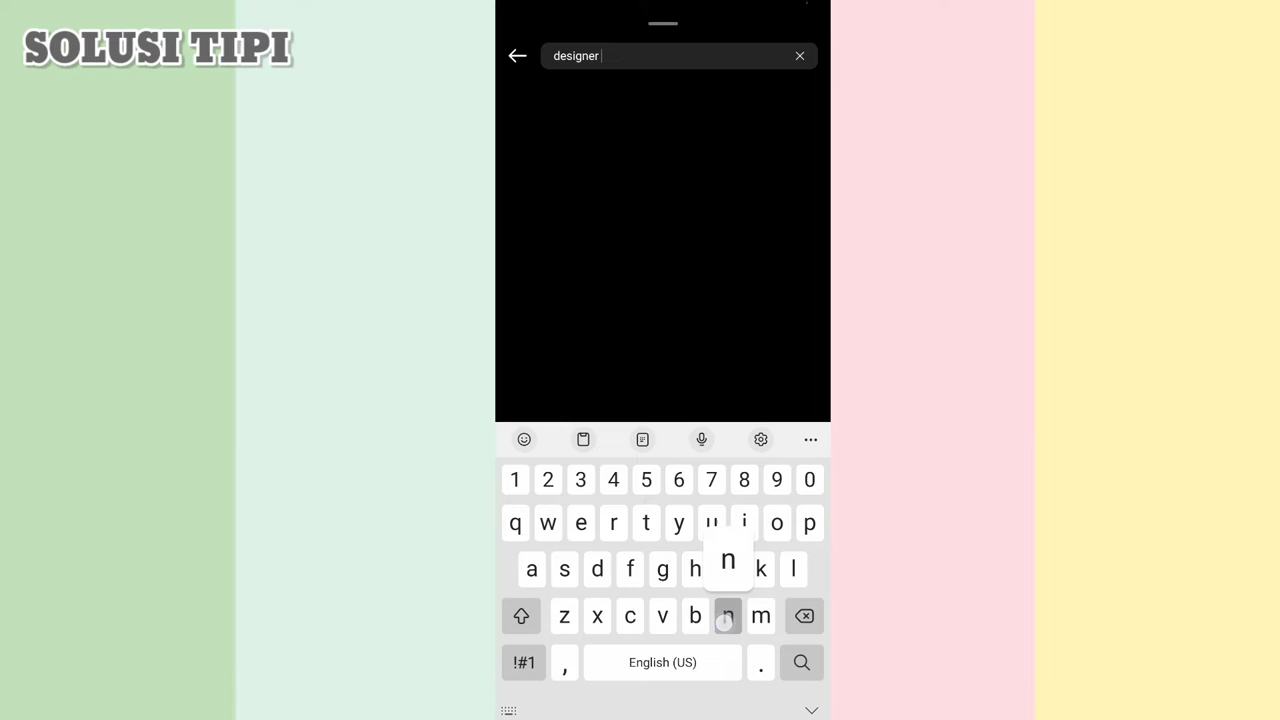 SOLUSI TIPI
designer
1 2 3 4 5 6 7 8 9 0
q w e r t y u i o p
n
a s d f g h k l
z x c v b n m
!#1 , English (US) .